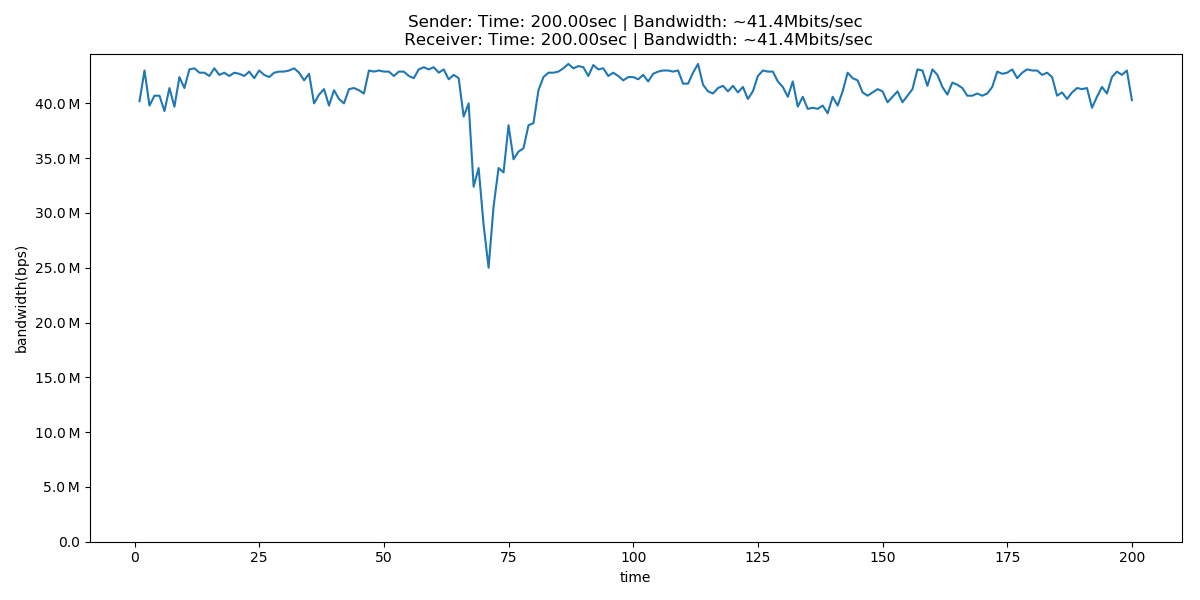 Sender: Time: 200.00sec | Bandwidth: ~41.4Mbits/sec
Receiver: Time: 200.00sec | Bandwidth: ~41.4Mbits/sec
40.0 M
35.0 M
30.0 M
25.0 M
20.0 M
15.0 M
10.0 M
5.0 M
0.0
bandwidth(bps)
0 25 50 75 100 125 150 175 200
time